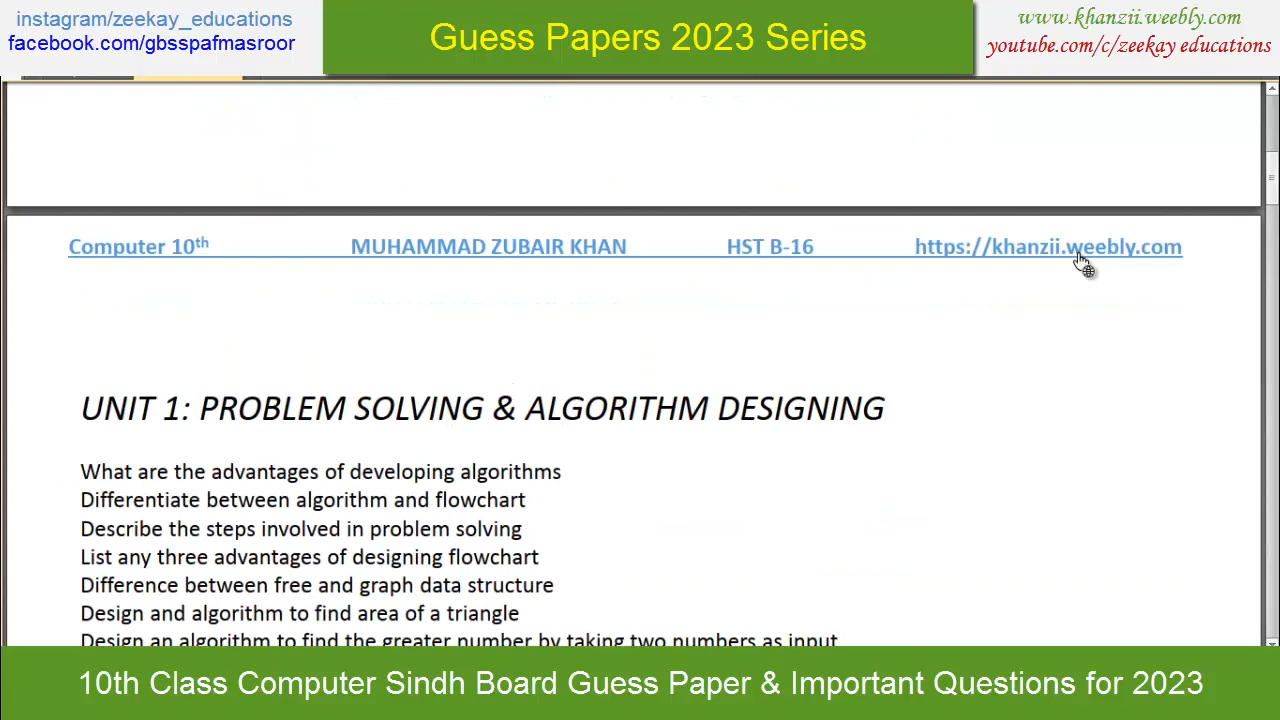 instagram/zeekay_educations
facebook.com/gbsspafmasroor
Guess Papers 2023 Series
www.khanzii.weebly.com
youtube.com/c/zeekay educations
Computer 10th MUHAMMAD ZUBAIR KHAN HST B-16 https://khanzii.weebly.com
UNIT 1: PROBLEM SOLVING & ALGORITHM DESIGNING
What are the advantages of developing algorithms
Differentiate between algorithm and flowchart
Describe the steps involved in problem solving
List any three advantages of designing flowchart
Difference between free and graph data structure
Design and algorithm to find area of a triangle
Design an algorithm to find the greater number by taking two numbers as input
10th Class Computer Sindh Board Guess Paper & Important Questions for 2023